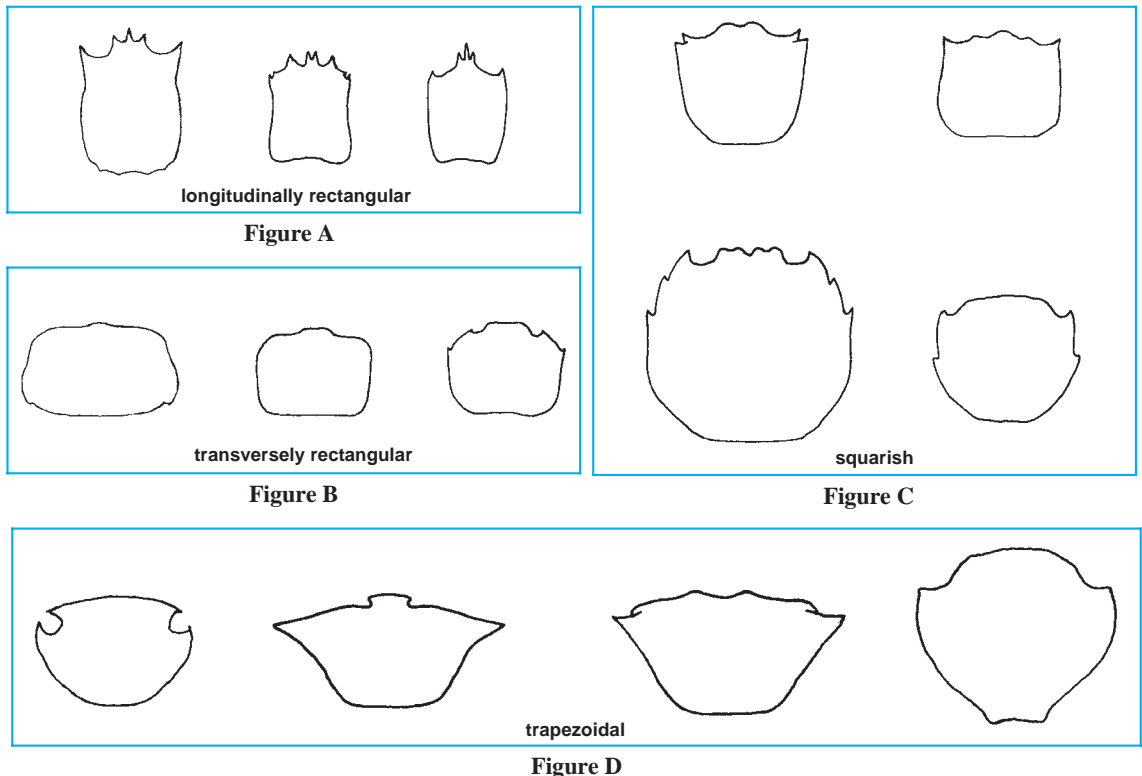 longitudinally rectangular
Figure A
transversely rectangular
Figure B
squarish
Figure C
trapezoidal
Figure D